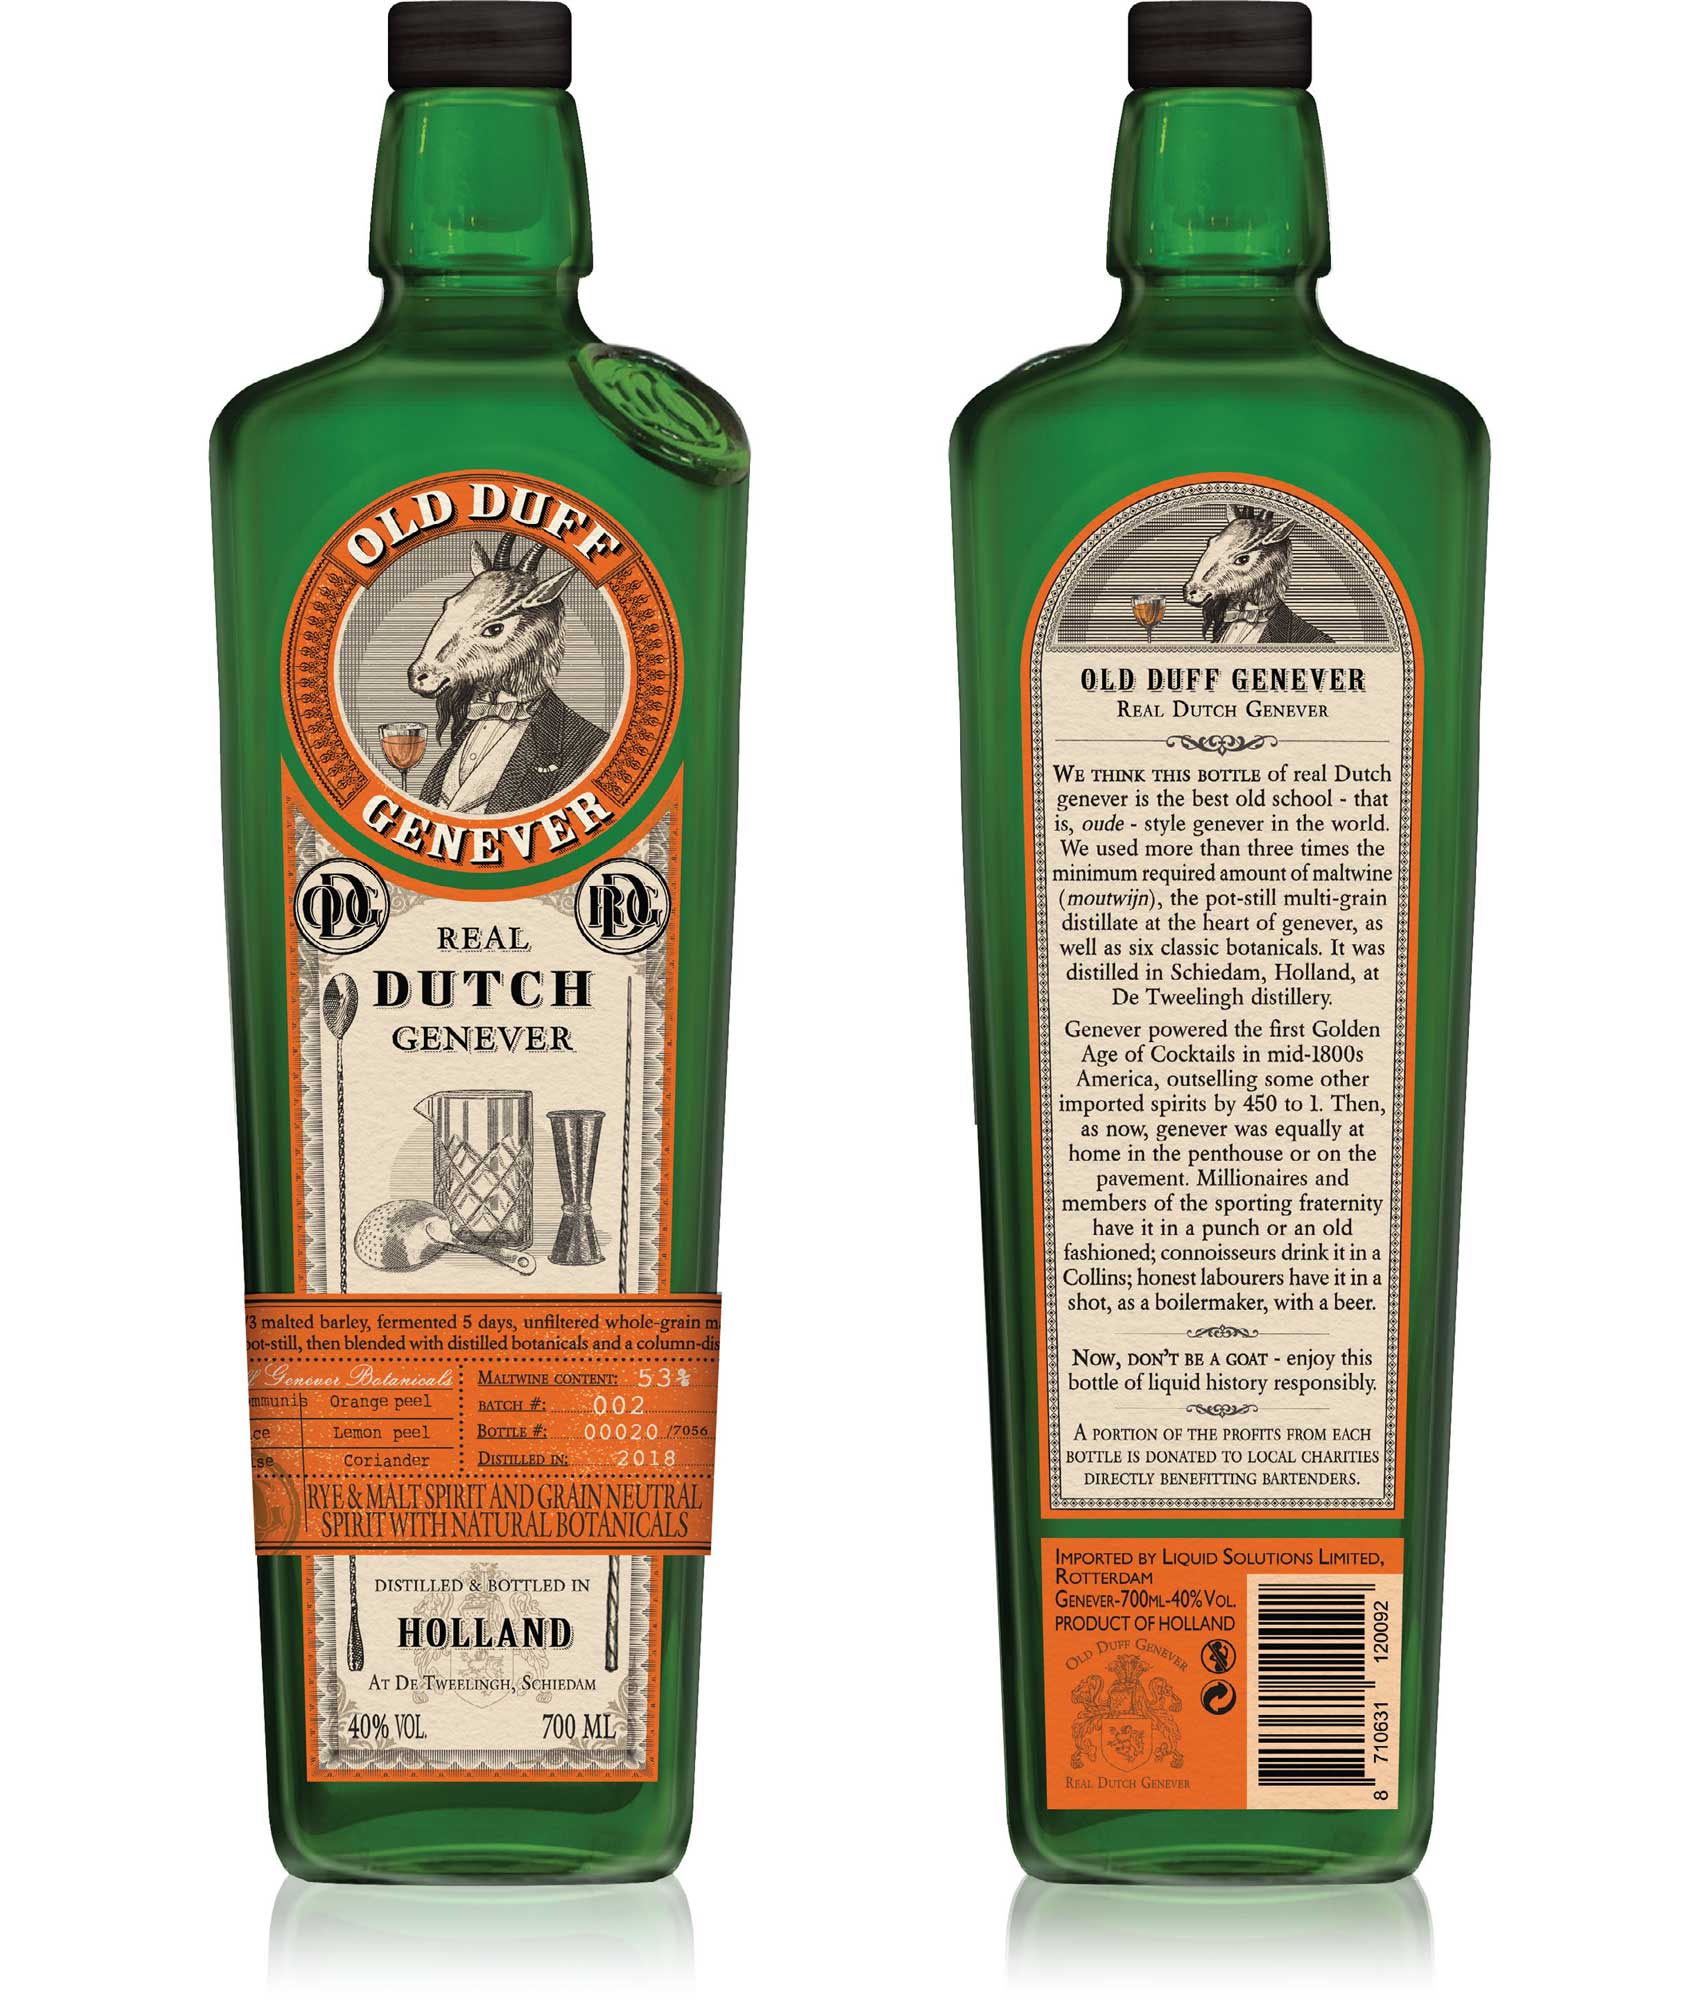 OLD DUFF
GENEVER
ODG
RDG
REAL
DUTCH
GENEVER
/3 malted barley, fermented 5 days, unfiltered whole-grain
pot-still, then blended with distilled botanicals and a column-dis
Genever Botanicals
Orange peel
Lemon peel
Coriander
MALTWINE CONTENT: 53%
BATCH #: 002
BOTTLE #: 00020 /7056
DISTILLED IN: 2018
RYE & MALT SPIRIT AND GRAIN NEUTRAL
SPIRIT WITH NATURAL BOTANICALS
DISTILLED & BOTTLED IN
HOLLAND
AT DE TWEELINGH, SCHIEDAM
40% VOL. 700 ML
OLD DUFF GENEVER
REAL DUTCH GENEVER
WE THINK THIS BOTTLE of real Dutch
genever is the best old school - that
is, oude - style genever in the world.
We used more than three times the
minimum required amount of maltwine
(moutwijn), the pot-still multi-grain
distillate at the heart of genever, as
well as six classic botanicals. It was
distilled in Schiedam, Holland, at
De Tweelingh distillery.
Genever powered the first Golden
Age of Cocktails in mid-1800s
America, outselling some other
imported spirits by 450 to 1. Then,
as now, genever was equally at
home in the penthouse or on the
pavement. Millionaires and
members of the sporting fraternity
have it in a punch or an old
fashioned; connoisseurs drink it in a
Collins; honest labourers have it in a
shot, as a boilermaker, with a beer.
NOW, DON'T BE A GOAT - enjoy this
bottle of liquid history responsibly.
A PORTION OF THE PROFITS FROM EACH
BOTTLE IS DONATED TO LOCAL CHARITIES
DIRECTLY BENEFITTING BARTENDERS.
IMPORTED BY LIQUID SOLUTIONS LIMITED,
ROTTERDAM
GENEVER-700ML-40%VOL.
PRODUCT OF HOLLAND
OLD DUFF GENEVER
REAL DUTCH GENEVER
8 710631 120092